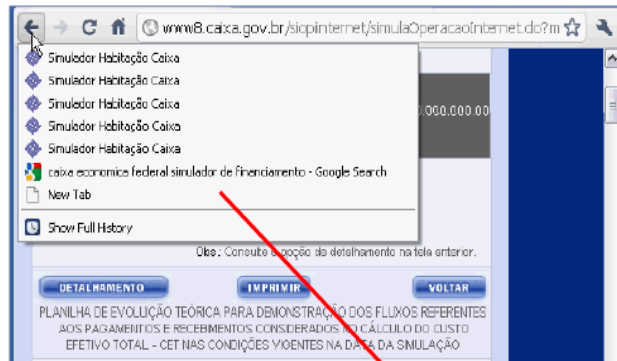 www8.caixa.gov.br/siopinternet/simulaOperacaoInternet.do?m
Simulador Habitação Caixa
Simulador Habitação Caixa
Simulador Habitação Caixa
Simulador Habitação Caixa
Simulador Habitação Caixa
caixa economica federal simulador de financiamento - Google Search
New Tab
Show Full History
0.000.000.00
Obs.: Consulte a opção de detalhamento na tela anterior.
DETALHAMENTO
IMPRIMIR
VOLTAR
PLANILHA DE EVOLUIÇÃO TEÓRICA PARA DEMONSTRAÇÃO DOS FLUXOS REFERENTES
AOS PAGAMENTOS E RECEBIMENTOS CONSIDERADOS NO CÁLCULO DO CUSTO
EFETIVO TOTAL - CET NAS CONDIÇÕES VIGENTES NA DATA DA SIMULAÇÃO